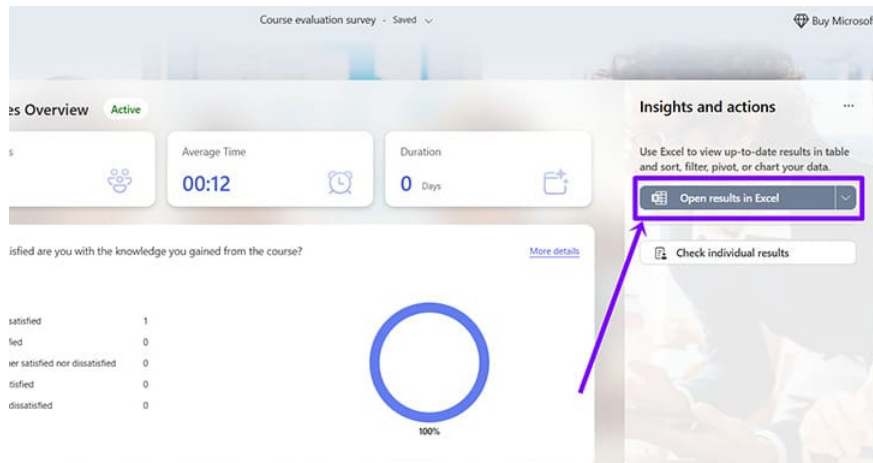 Course evaluation survey - Saved
Buy Microsof
es Overview Active
s
Average Time
00:12
Duration
0 Days
isfied are you with the knowledge you gained from the course?
More details
satisfied 1
fied 0
er satisfied nor dissatisfied 0
tisfied 0
dissatisfied 0
100%
Insights and actions
...
Use Excel to view up-to-date results in table
and sort, filter, pivot, or chart your data.
Open results in Excel
Check individual results